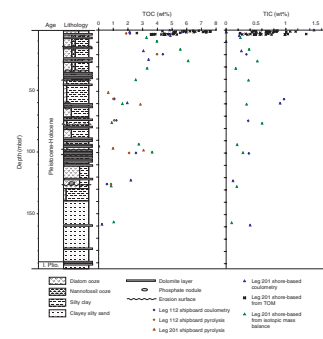 TOC (wt%)
TIC (wt%)
Age Lithology
0 1 2 3 4 5 6 7 8
0 0.5 1 1.5
Depth (mbsf)
Pleistocene-Holocene
50
100
150
l. Plio.
Diatom ooze
Nannofossil ooze
Silty clay
Clayey silty sand
Dolomite layer
Phosphate nodule
Erosion surface
Leg 112 shipboard coulometry
Leg 112 shipboard pyrolysis
Leg 201 shipboard pyrolysis
Leg 201 shore-based
coulometry
Leg 201 shore-based
from TOM
Leg 201 shore-based
from isotopic mass
balance